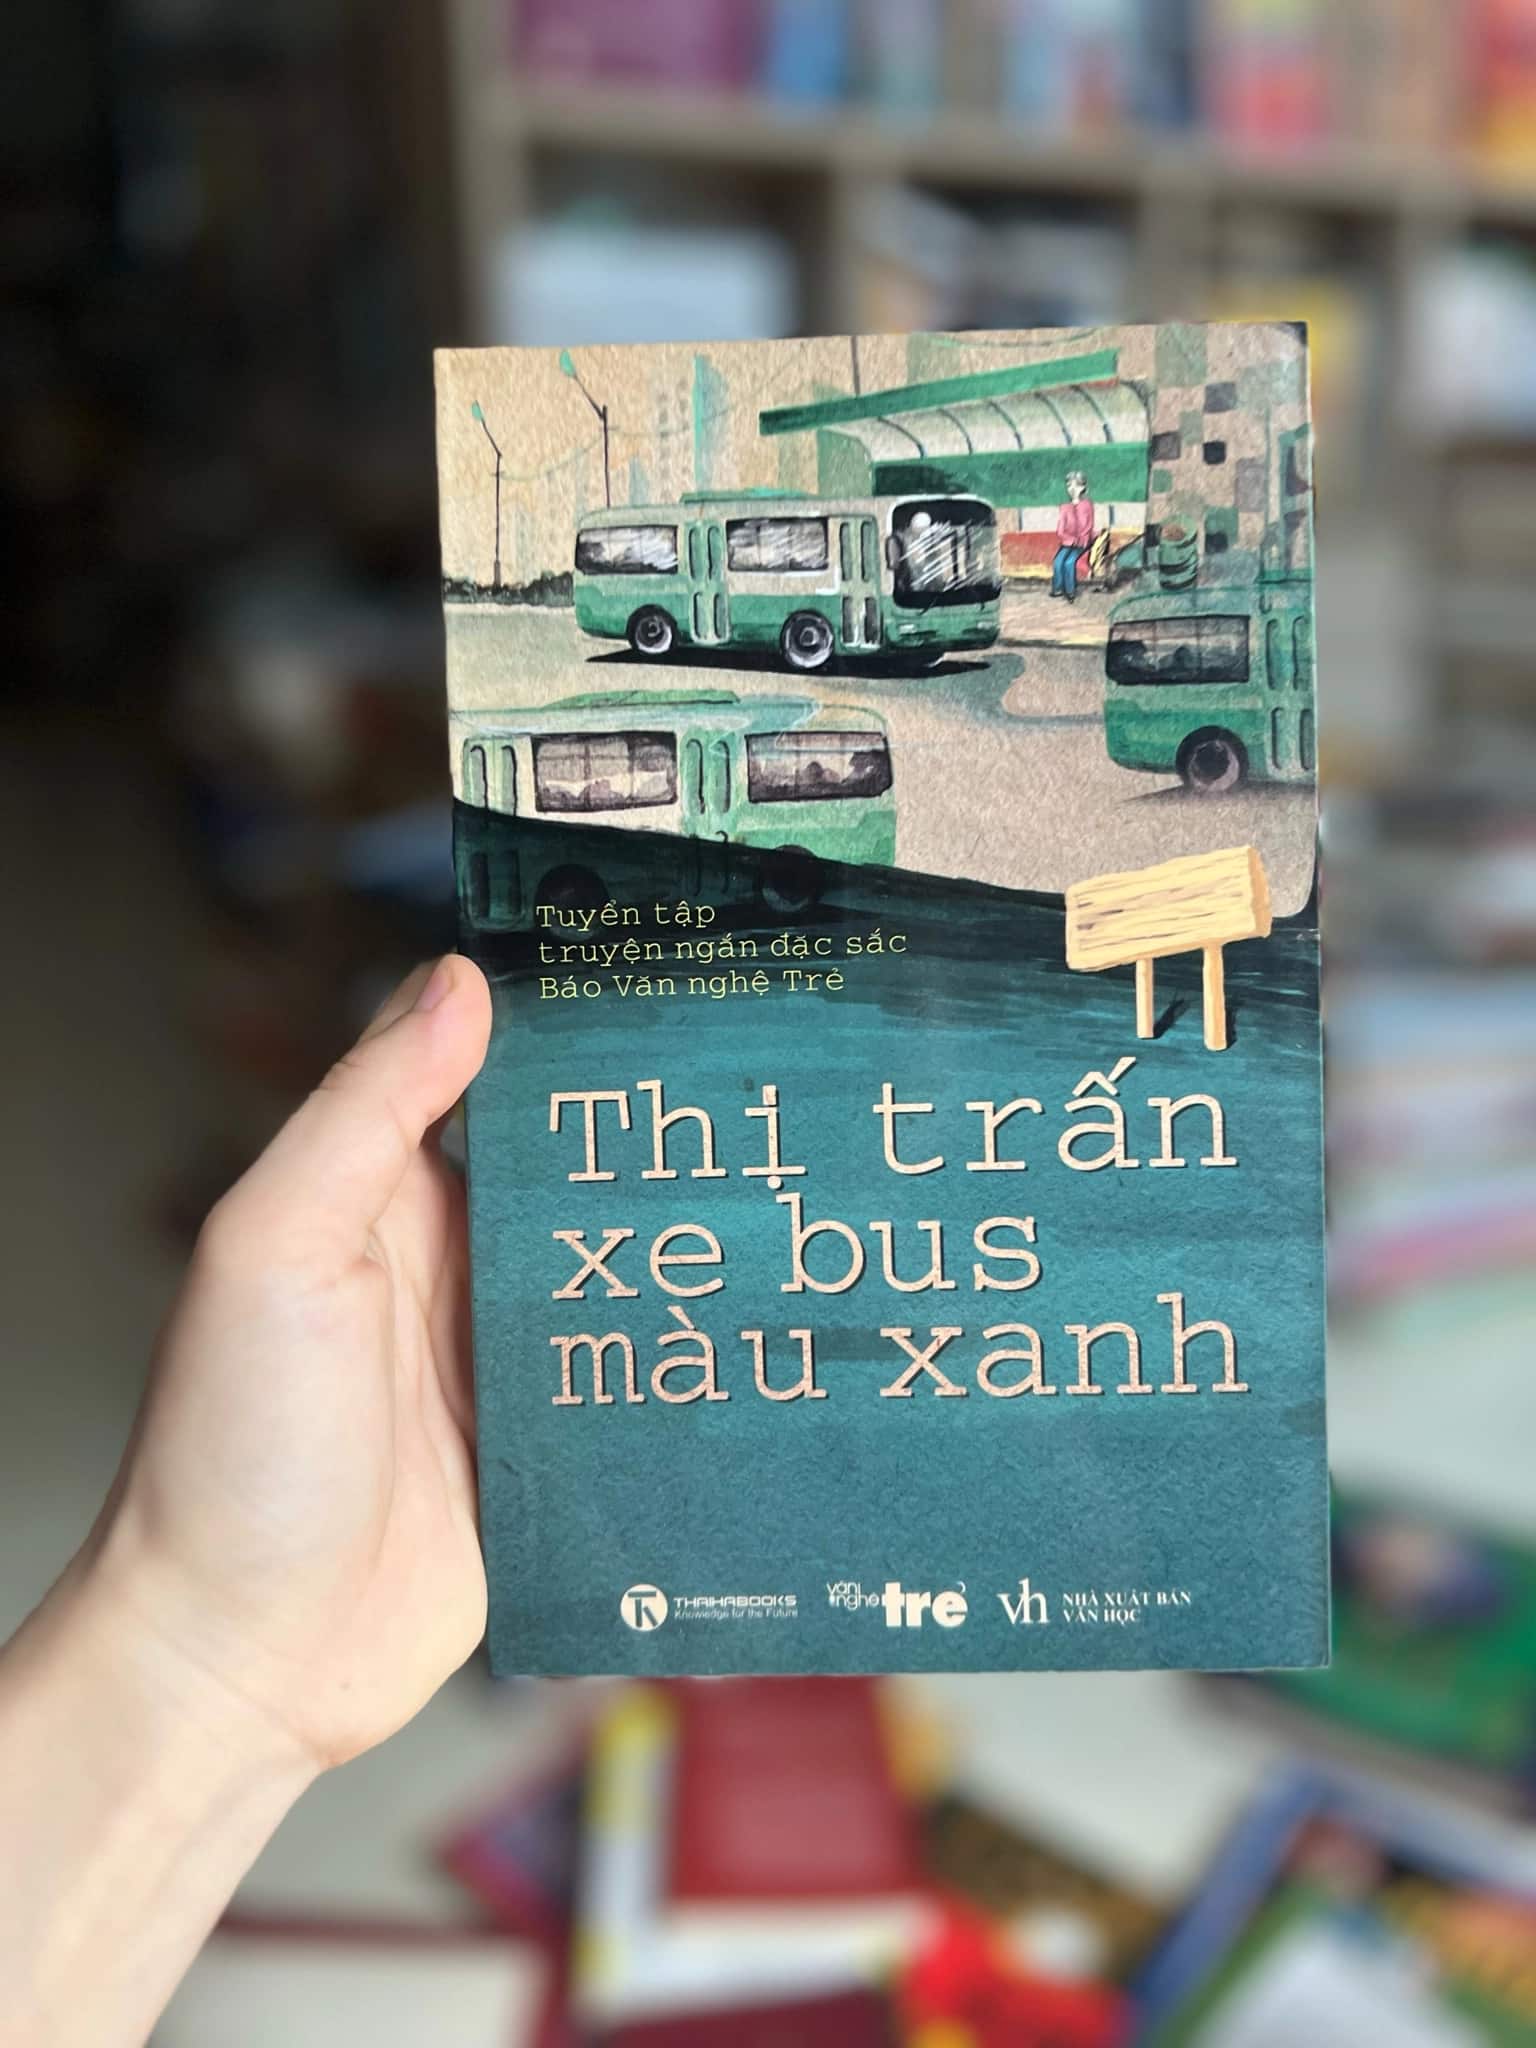 Tuyển tập
truyện ngắn đặc sắc
Báo Văn nghệ Trẻ
Thị trấn
xe bus
màu xanh
TK
THAIHABOOKS
Knowledge for the Future
văn
nghệ
trẻ
vh
NHÀ XUẤT BẢN
VĂN HỌC